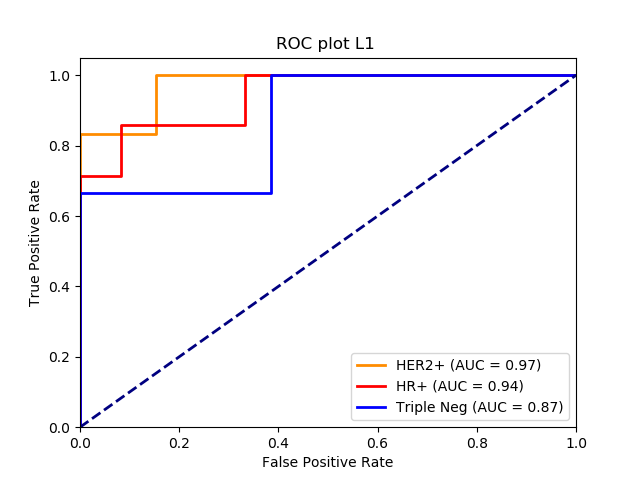 ROC plot L1
1.0
0.8
0.6
0.4
0.2
0.0
True Positive Rate
HER2+ (AUC = 0.97)
HR+ (AUC = 0.94)
Triple Neg (AUC = 0.87)
0.0 0.2 0.4 0.6 0.8 1.0
False Positive Rate